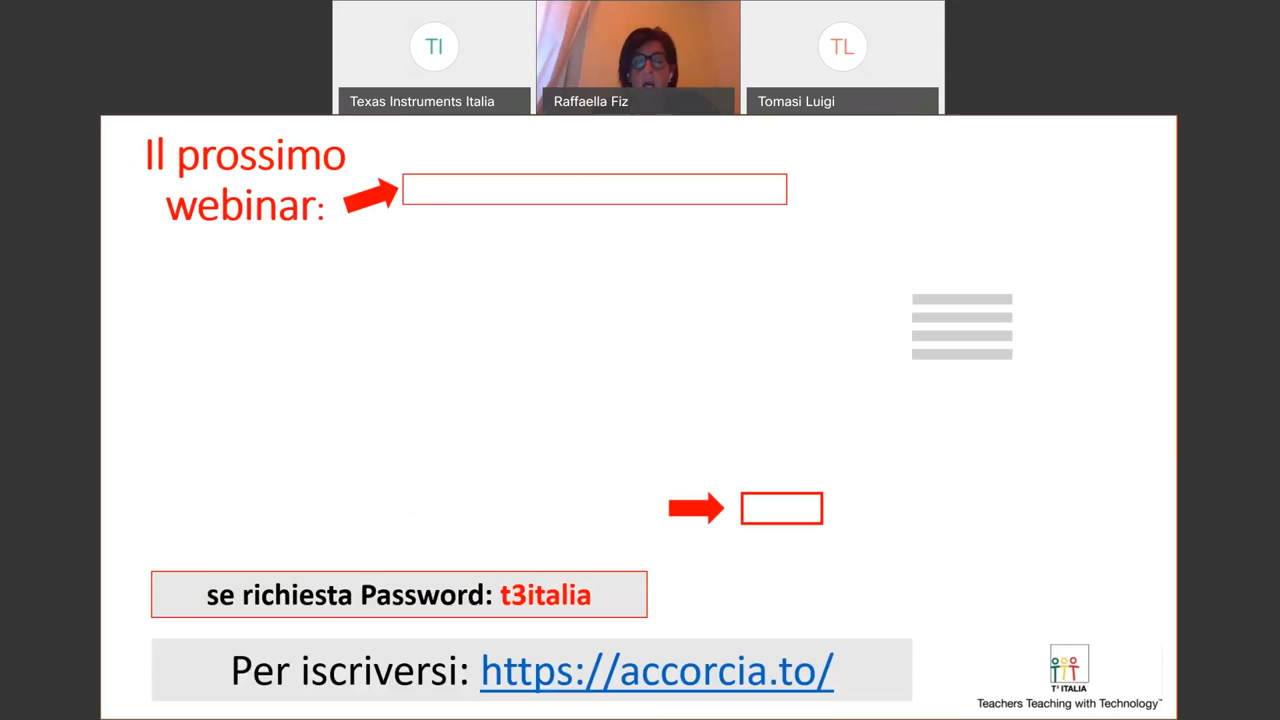 TI
TL
Texas Instruments Italia
Raffaella Fiz
Tomasi Luigi
Il prossimo
webinar:
se richiesta Password: t3italia
Per iscriversi: https://accorcia.to/
T³ ITALIA
Teachers Teaching with Technology™